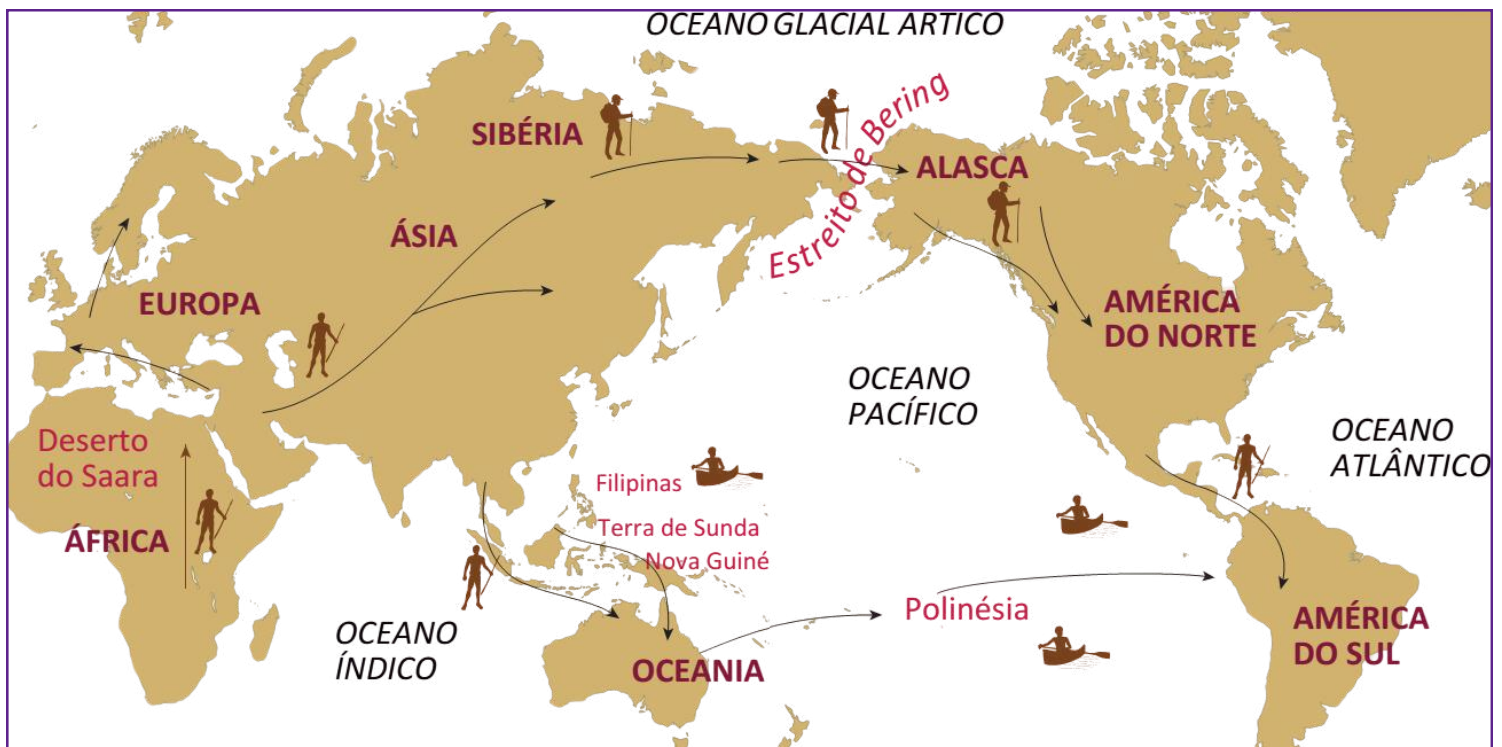 OCEANO GLACIAL ÁRTICO
Estreito de Bering
SIBÉRIA
ALASCA
ÁSIA
EUROPA
AMÉRICA
DO NORTE
OCEANO
PACÍFICO
Deserto
do Saara
OCEANO
ATLÂNTICO
Filipinas
ÁFRICA
Terra de Sunda
Nova Guiné
Polinésia
OCEANO
ÍNDICO
OCEANIA
AMÉRICA
DO SUL